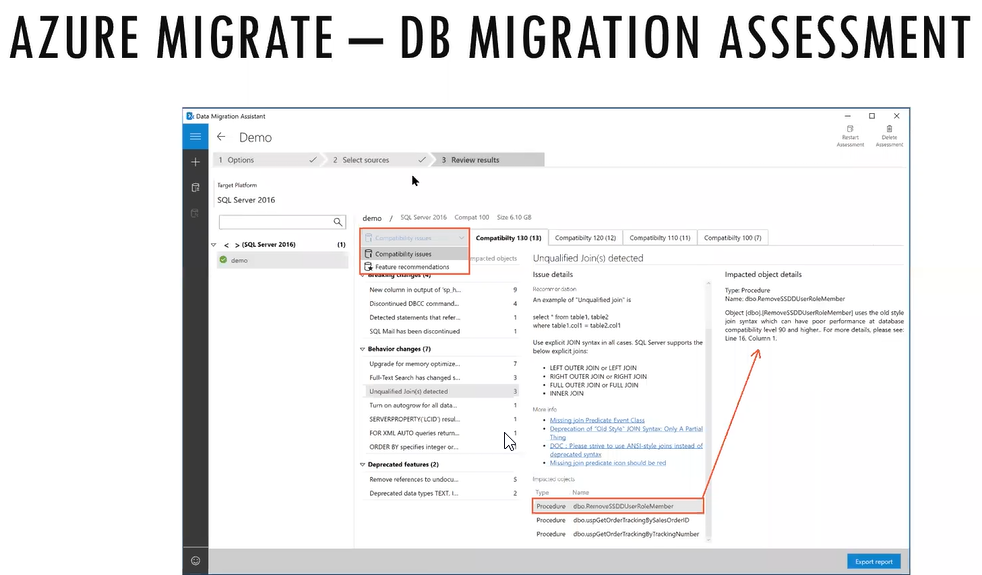 AZURE MIGRATE – DB MIGRATION ASSESSMENT
Data Migration Assistant
Demo
Restart Assessment
Delete Assessment
1 Options
2 Select sources
3 Review results
Target Platform
SQL Server 2016
< > (SQL Server 2016) (1)
demo
demo / SQL Server 2016 Compat 100 Size 6.10 GB
Compatibility issues
Compatibility 130 (13)
Compatibility 120 (12)
Compatibility 110 (11)
Compatibility 100 (7)
Compatibility issues
Feature recommendations
impacted objects
Breaking changes (4)
New column in output of 'sp_h... 9
Discontinued DBCC command... 4
Detected statements that refer... 1
SQL Mail has been discontinued 1
Behavior changes (7)
Upgrade for memory optimize... 7
Full-Text Search has changed s... 3
Unqualified Join(s) detected 3
Turn on autogrow for all data... 1
SERVERPROPERTY('LCID') resul... 1
FOR XML AUTO queries return... 1
ORDER BY specifies integer or...
Deprecated features (2)
Remove references to undocu... 5
Deprecated data types TEXT, I... 2
Unqualified Join(s) detected
Issue details
Recommendation
An example of "Unqualified join" is
select * from table1, table2
where table1.col1 = table2.col1
Use explicit JOIN syntax in all cases. SQL Server supports the
below explicit joins:
• LEFT OUTER JOIN or LEFT JOIN
• RIGHT OUTER JOIN or RIGHT JOIN
• FULL OUTER JOIN or FULL JOIN
• INNER JOIN
More info
• Missing join Predicate Event Class
• Deprecation of "Old Style" JOIN Syntax: Only A Partial
Thing
• DOC : Please strive to use ANSI-style joins instead of
deprecated syntax
• Missing join predicate icon should be red
Impacted objects
Type Name
Procedure dbo.RemoveSSDDUserRoleMember
Procedure dbo.uspGetOrderTrackingBySalesOrderID
Procedure dbo.uspGetOrderTrackingByTrackingNumber
Impacted object details
Type: Procedure
Name: dbo.RemoveSSDDUserRoleMember
Object [dbo].[RemoveSSDDUserRoleMember] uses the old style
join syntax which can have poor performance at database
compatibility level 90 and higher.. For more details, please see:
Line 16, Column 1.
Export report